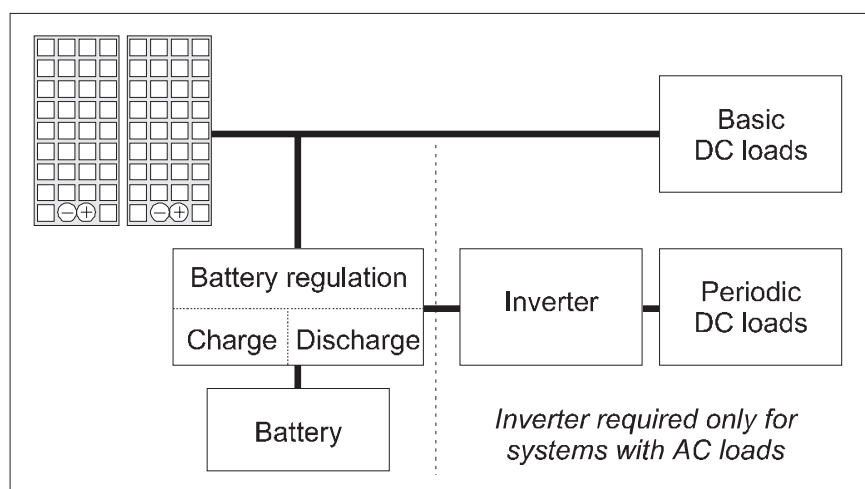 Basic
DC loads
Battery regulation
Charge
Discharge
Inverter
Periodic
DC loads
Battery
Inverter required only for
systems with AC loads
− +
− +